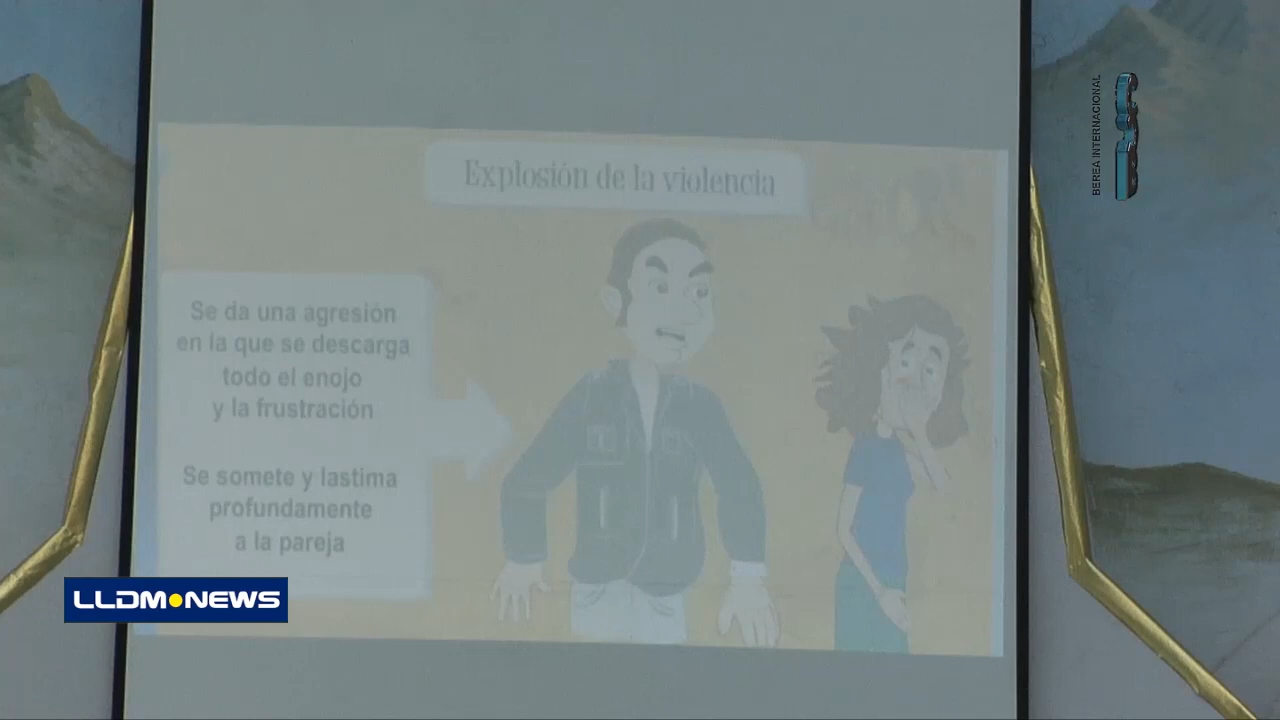 BEREA INTERNACIONAL
Explosión de la violencia
Se da una agresión
en la que se descarga
todo el enojo
y la frustración
Se somete y lastima
profundamente
a la pareja
LLDM NEWS